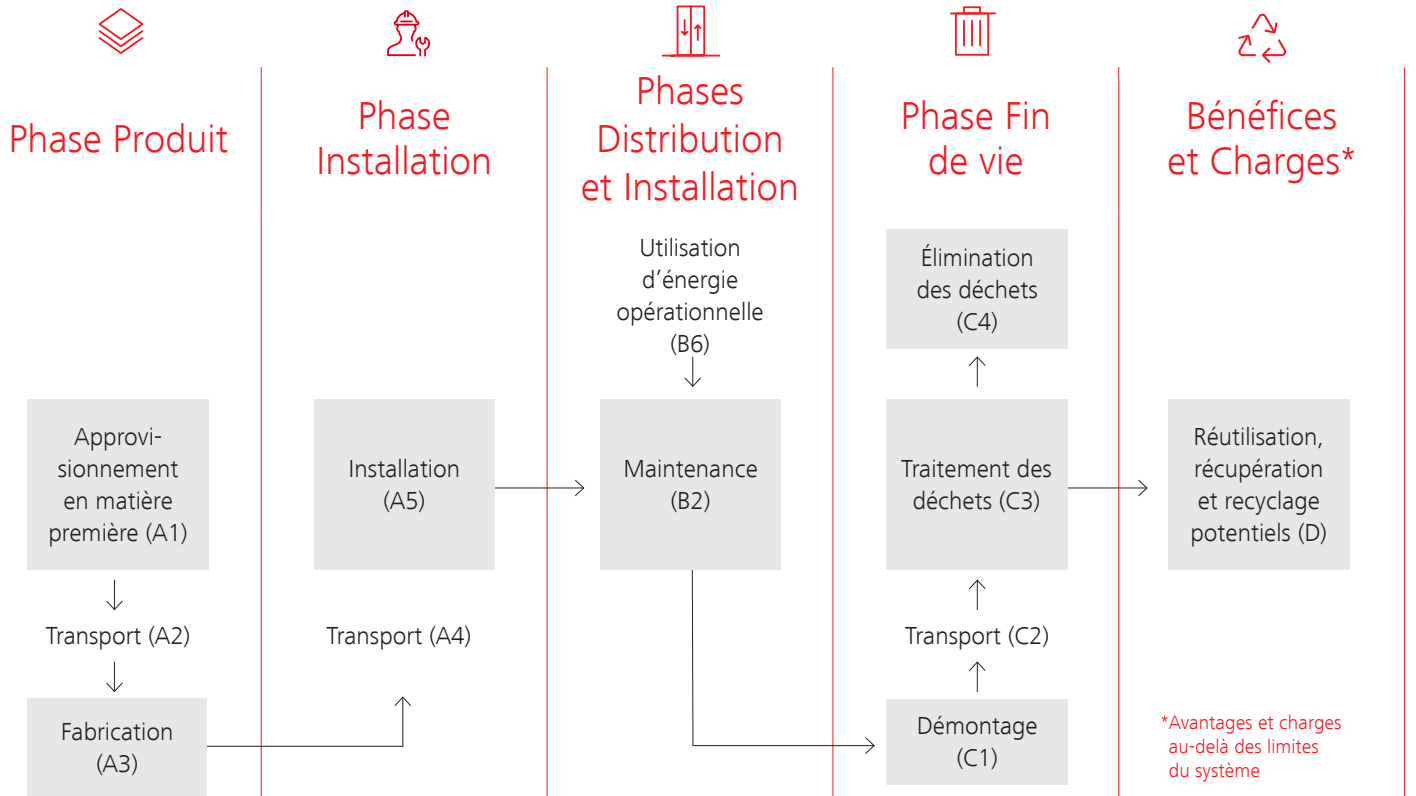 Phase Produit
Approvi-
sionnement
en matière
première (A1)
Transport (A2)
Fabrication
(A3)
Phase
Installation
Installation
(A5)
Transport (A4)
Phases
Distribution
et Installation
Utilisation
d’énergie
opérationnelle
(B6)
Maintenance
(B2)
Phase Fin
de vie
Élimination
des déchets
(C4)
Traitement des
déchets (C3)
Transport (C2)
Démontage
(C1)
Bénéfices
et Charges*
Réutilisation,
récupération
et recyclage
potentiels (D)
*Avantages et charges
au-delà des limites
du système